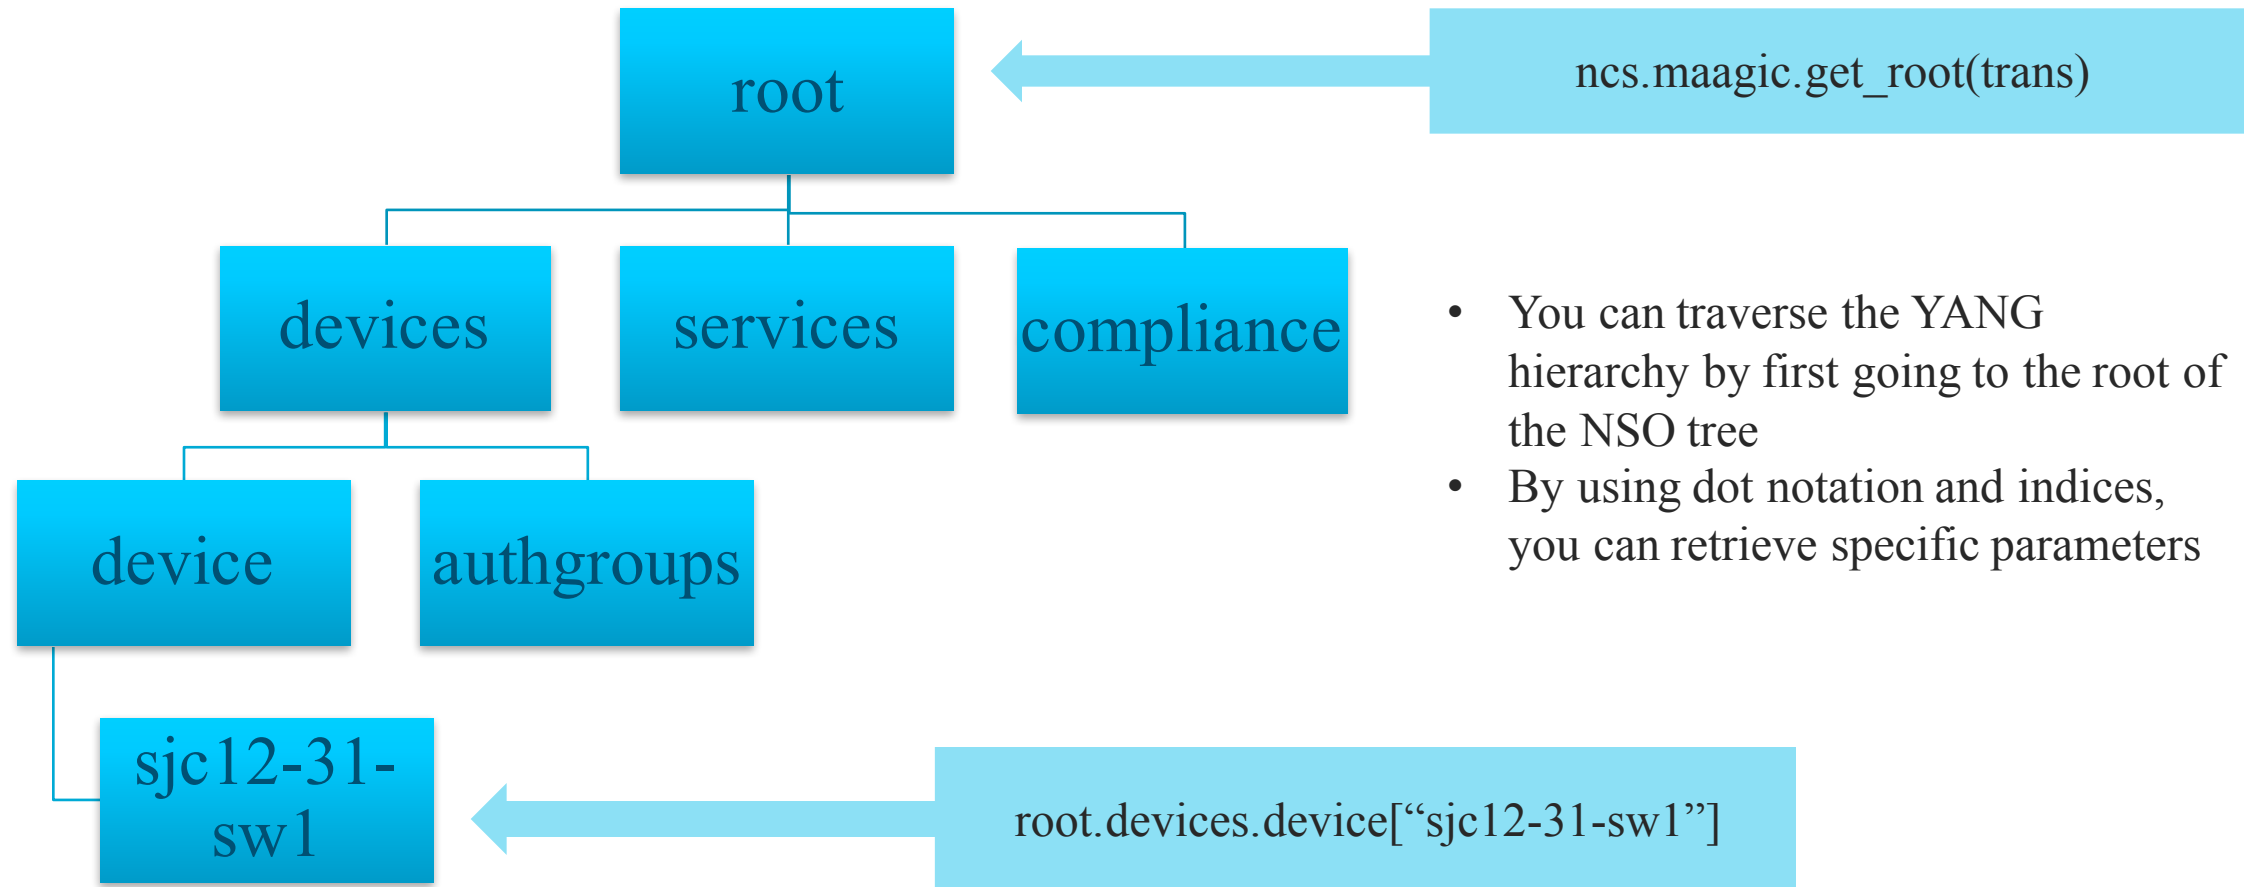 root
ncs.maagic.get_root(trans)
devices
services
compliance
• You can traverse the YANG
hierarchy by first going to the root of
the NSO tree
• By using dot notation and indices,
you can retrieve specific parameters
device
authgroups
sjc12-31-
sw1
root.devices.device[“sjc12-31-sw1”]